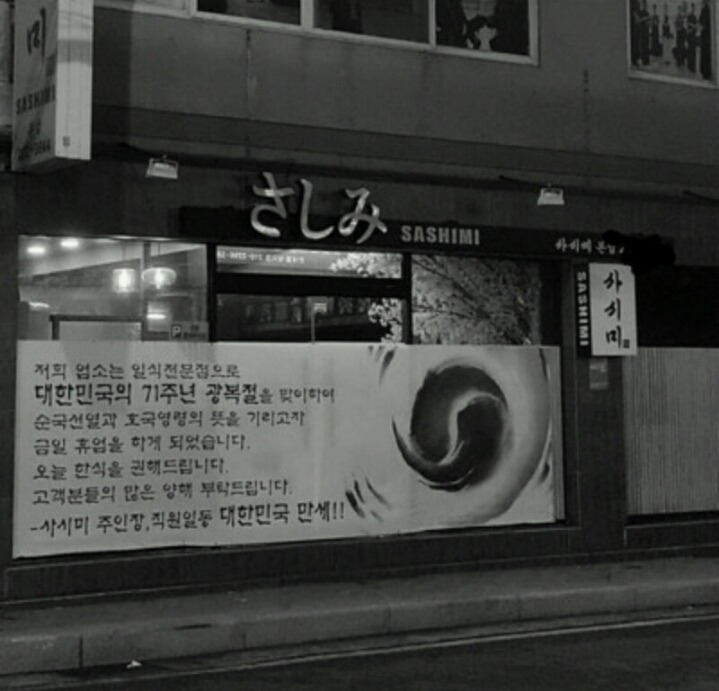 미
SASHIMI
さしみ
SASHIMI
사시미 본점
SASHIMI
사시미
저희 업소는 일식전문점으로
대한민국의 71주년 광복절을 맞이하여
순국선열과 호국영령의 뜻을 기리고자
금일 휴업을 하게 되었습니다.
오늘 한식을 권해드립니다.
고객분들의 많은 양해 부탁드립니다.
-사시미 주인장,직원일동 대한민국 만세!!